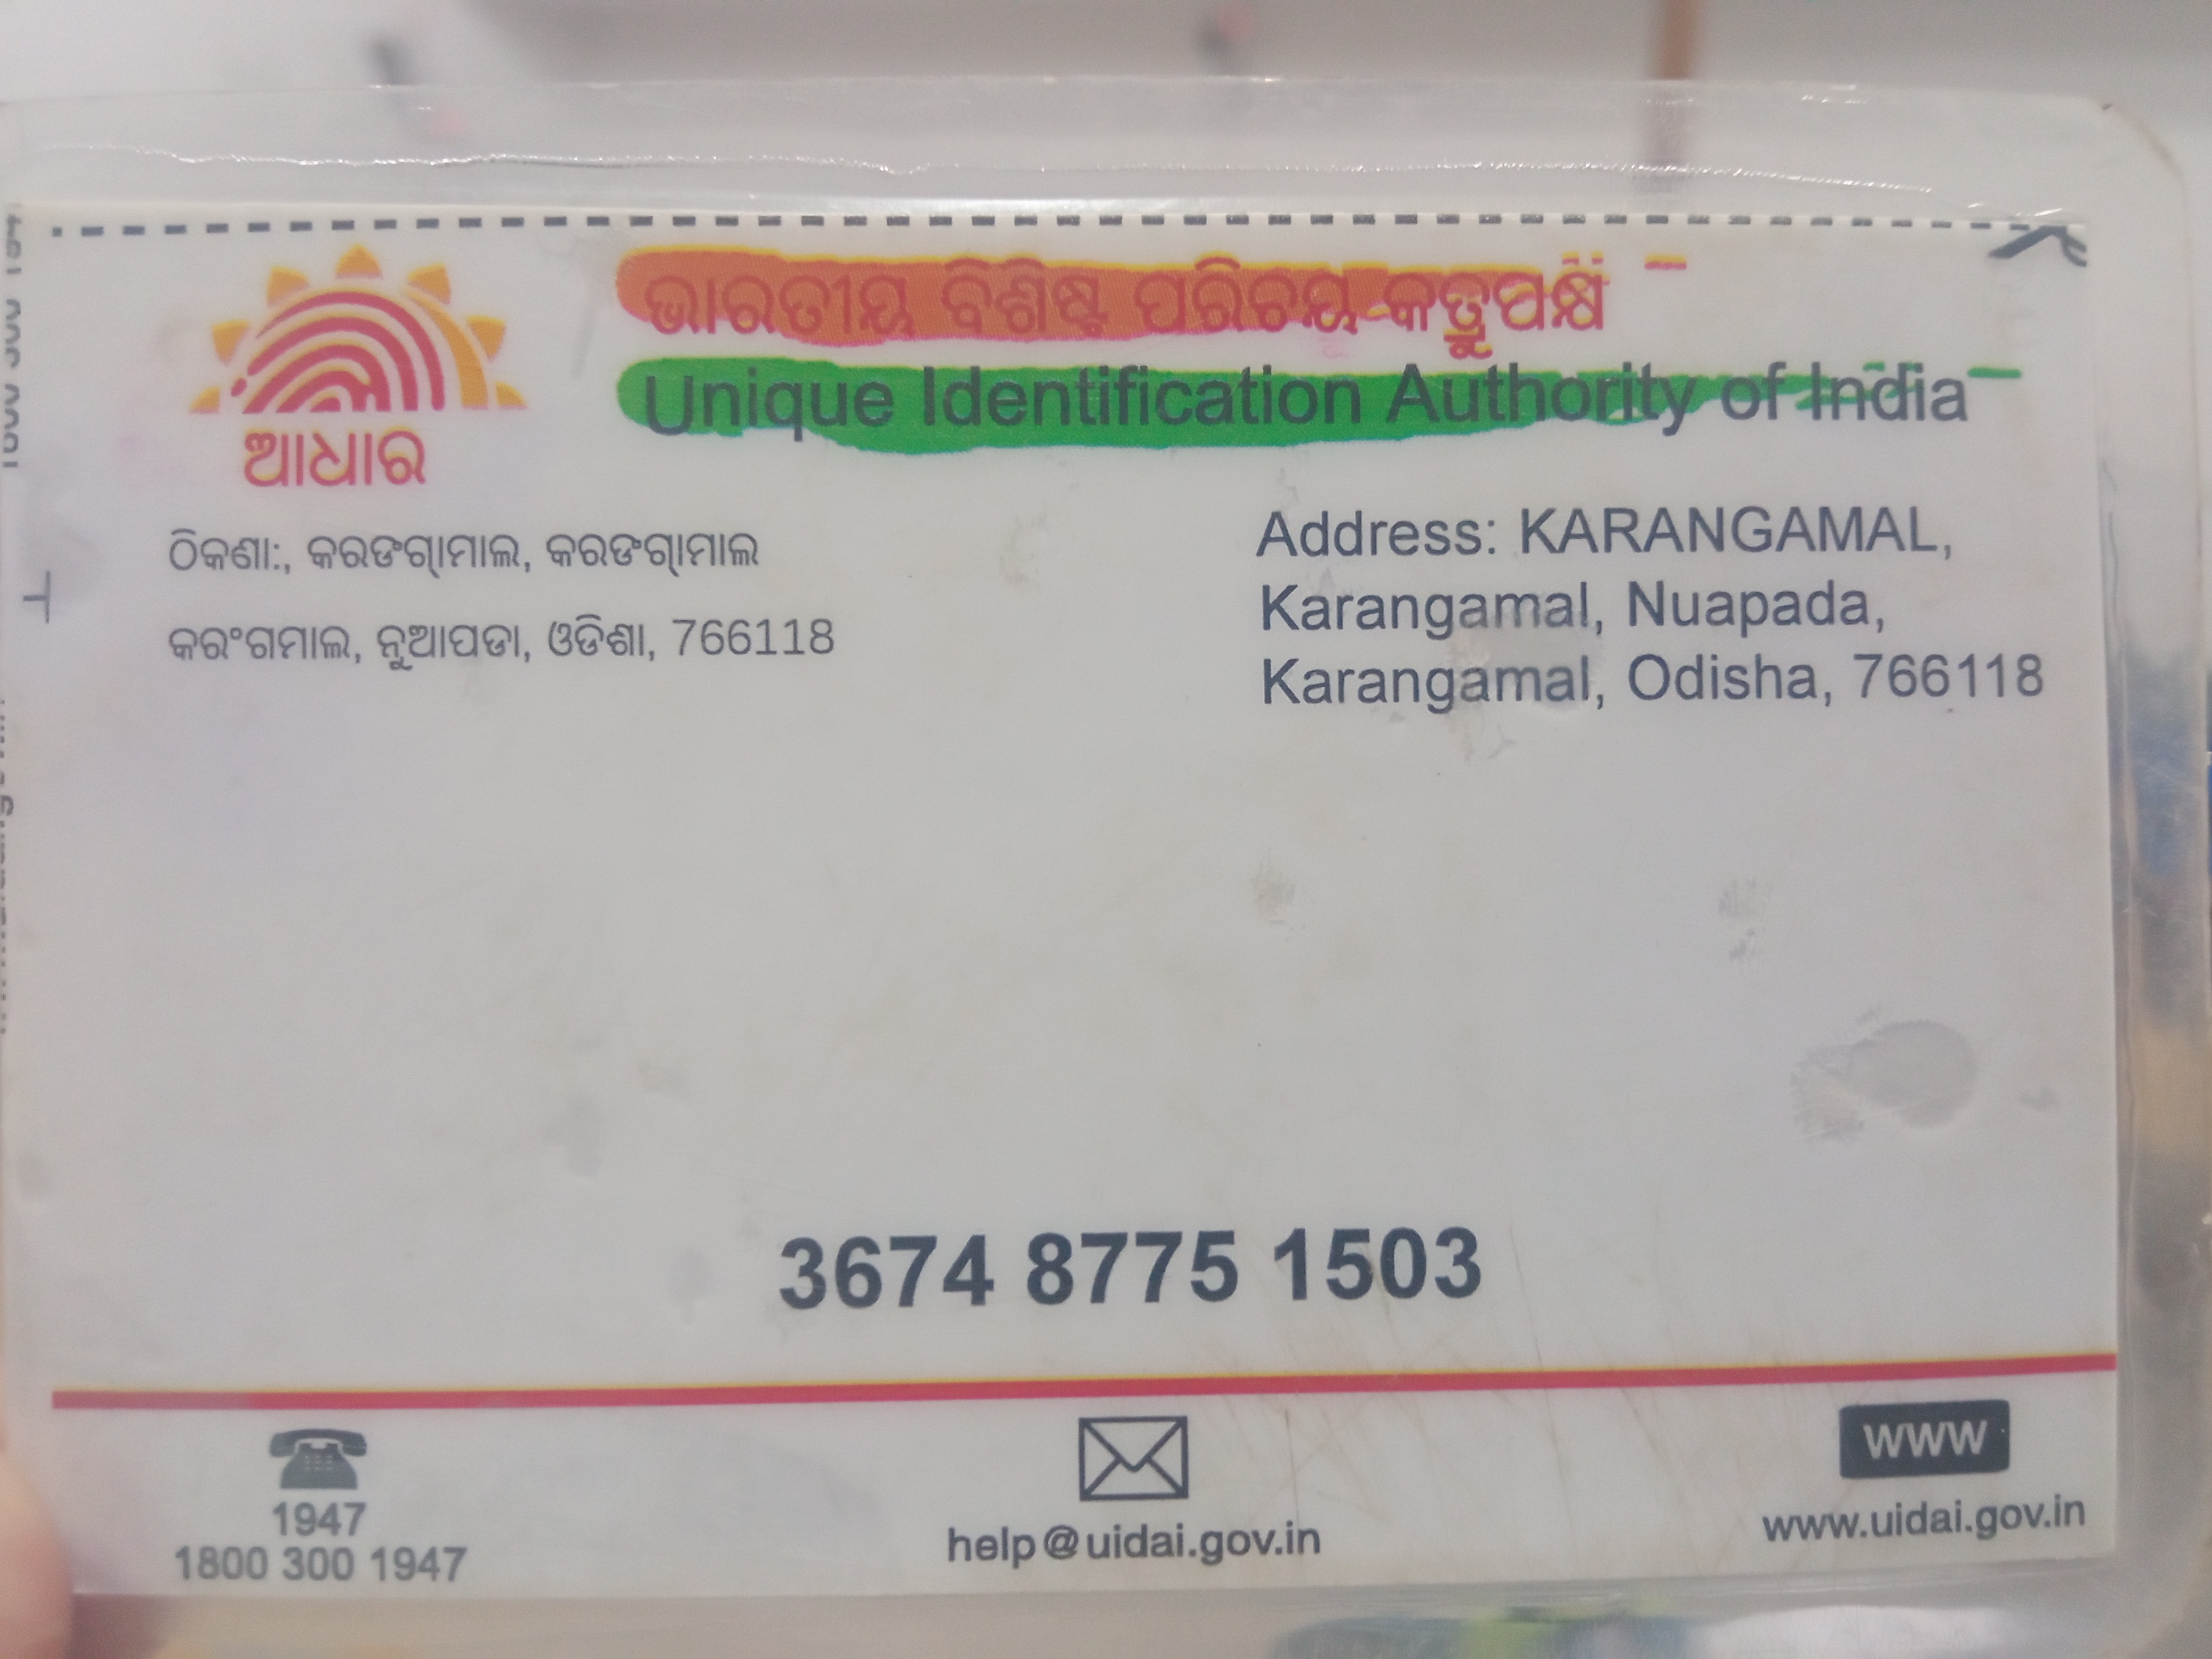 ଭାରତୀୟ ବିଶିଷ୍ଟ ପରିଚୟ କର୍ତ୍ତୃପକ୍ଷ
Unique Identification Authority of India
ଆଧାର
ଠିକଣା:, କରଙଗ୍ାମାଲ, କରଙଗ୍ାମାଲ
କରଂଗମାଲ, ନୁଆପଡା, ଓଡିଶା, 766118
Address: KARANGAMAL,
Karangamal, Nuapada,
Karangamal, Odisha, 766118
3674 8775 1503
1947
1800 300 1947
help@uidai.gov.in
WWW
www.uidai.gov.in